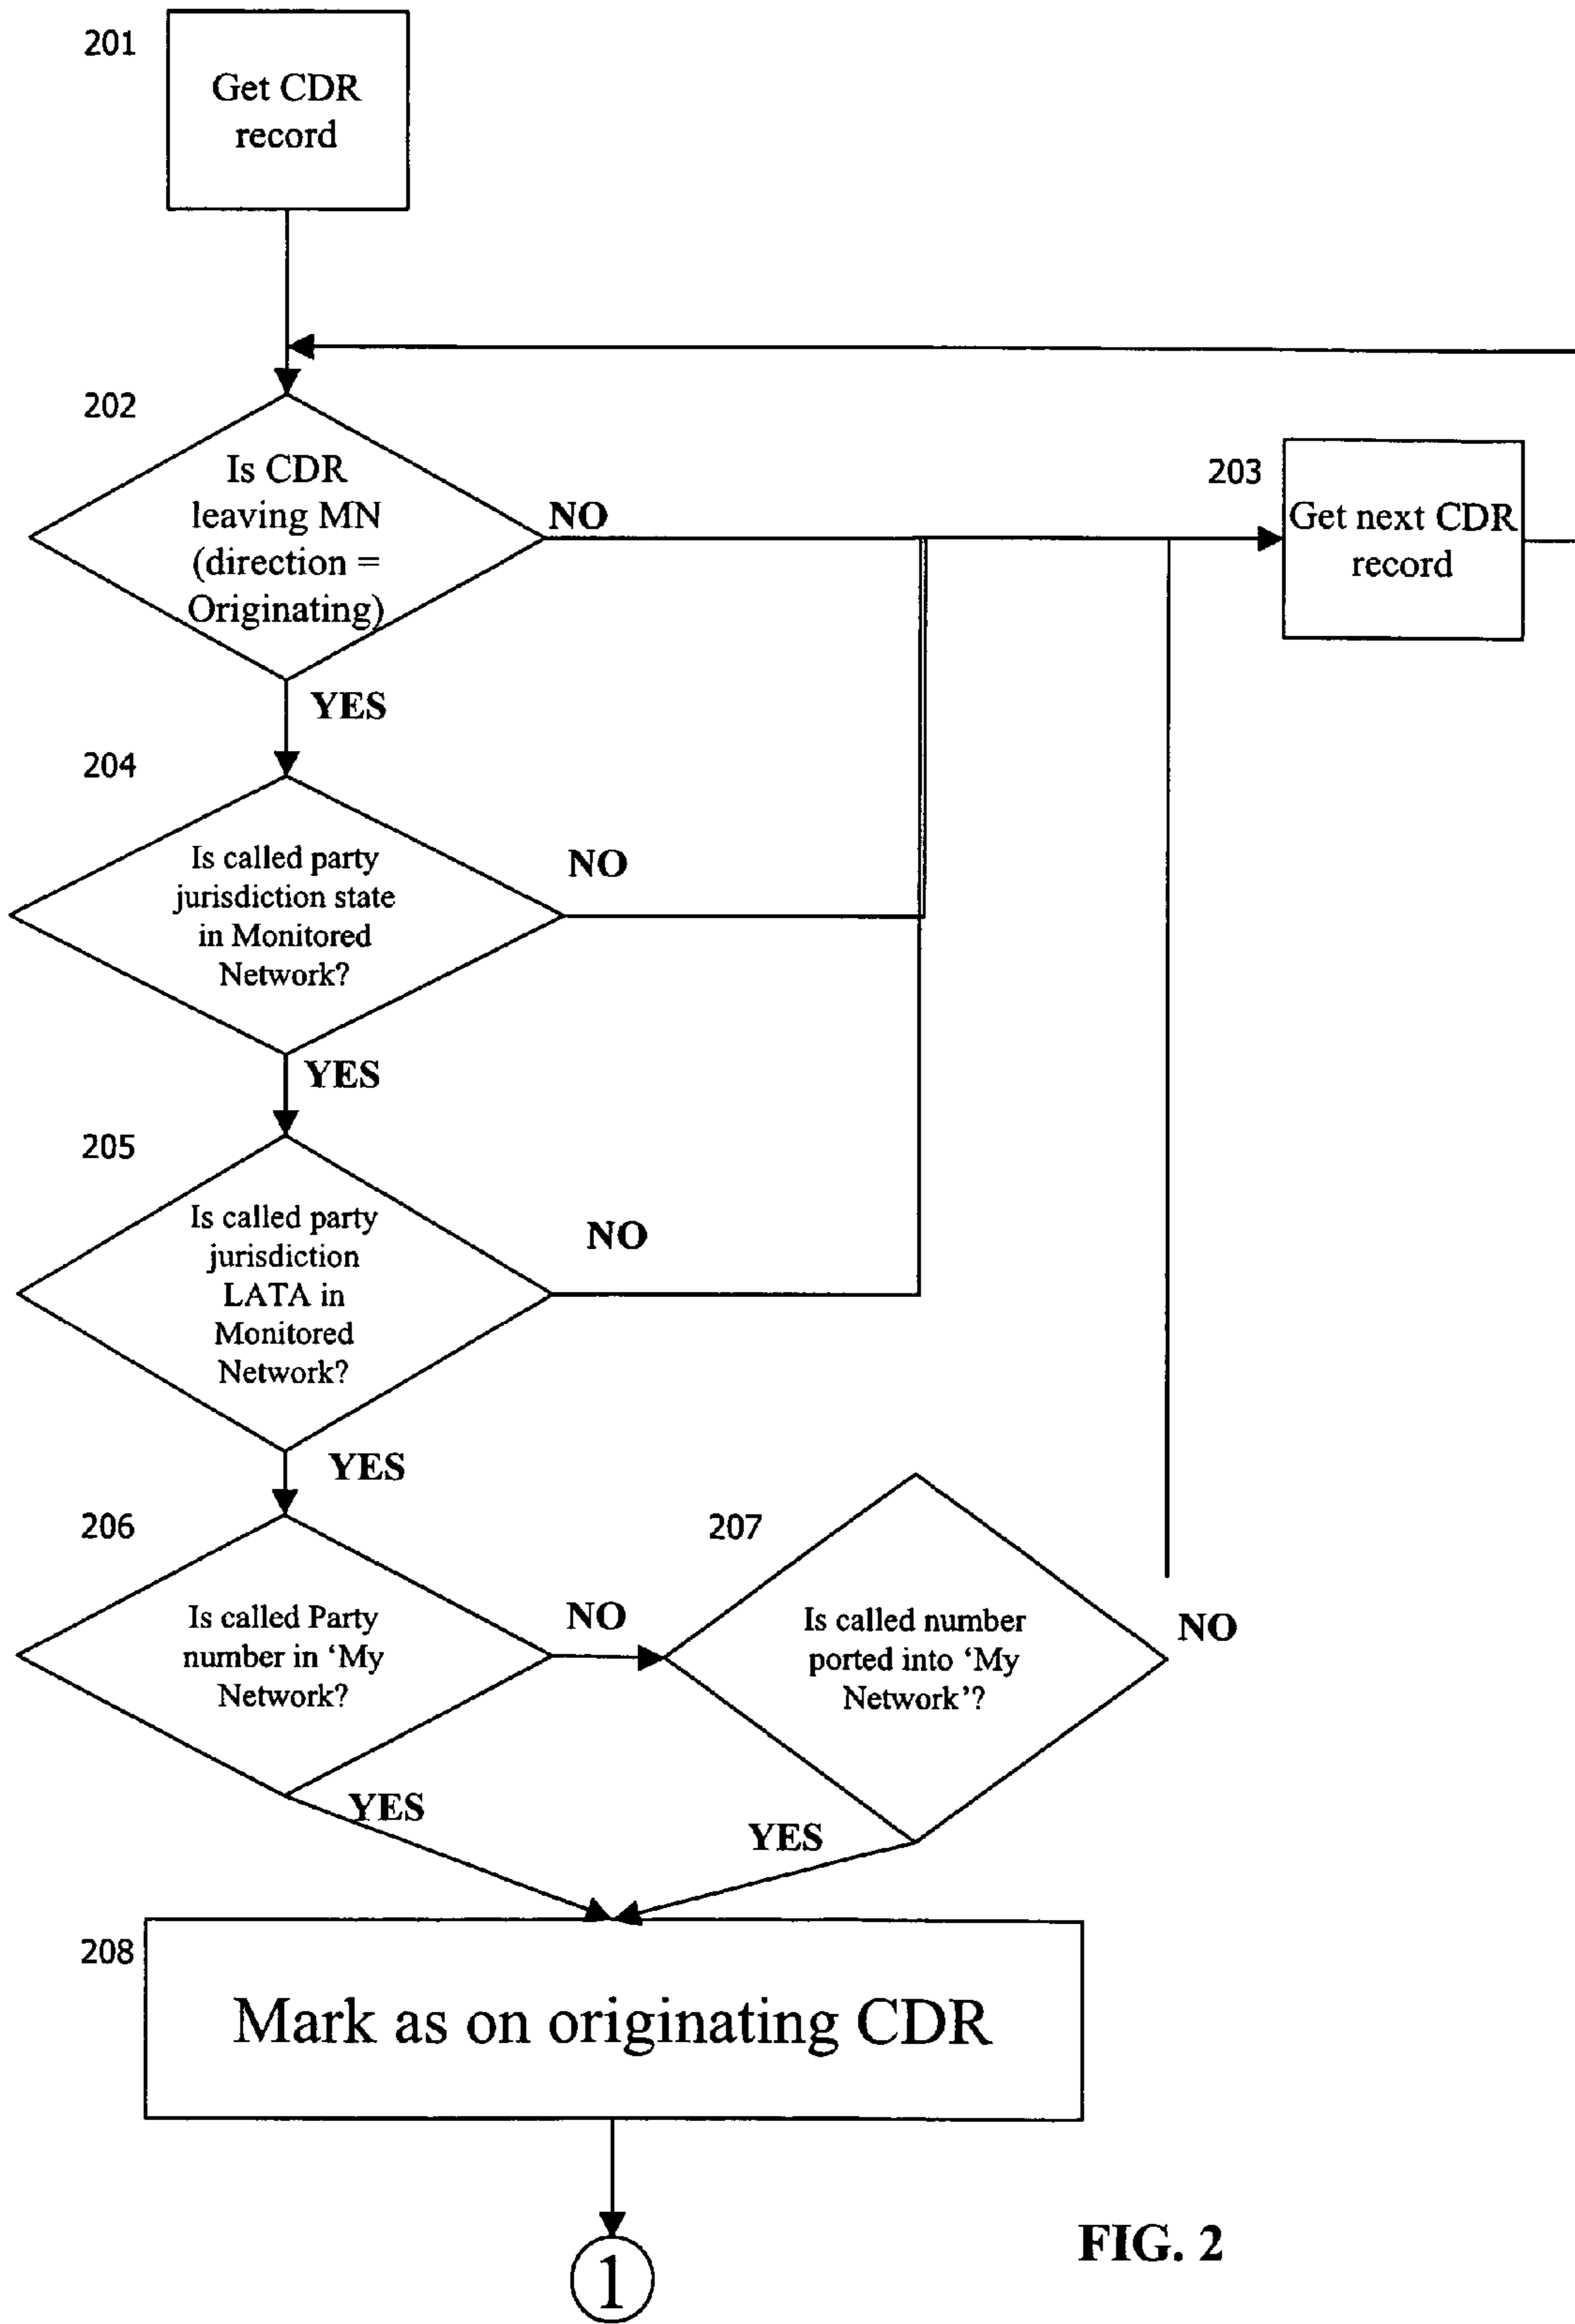 201
Get CDR
record
202
Is CDR
leaving MN
(direction =
Originating)
NO
203
Get next CDR
record
YES
204
Is called party
jurisdiction state
in Monitored
Network?
NO
YES
205
Is called party
jurisdiction
LATA in
Monitored
Network?
NO
YES
206
Is called Party
number in ‘My
Network?
NO
207
Is called number
ported into ‘My
Network’?
NO
YES
YES
208
Mark as on originating CDR
1
FIG. 2